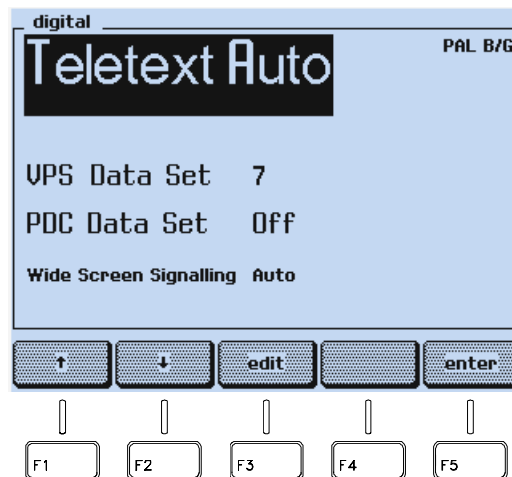 digital
Teletext Auto PAL B/G
VPS Data Set 7
PDC Data Set Off
Wide Screen Signalling Auto
↑ ↓ edit enter
F1 F2 F3 F4 F5